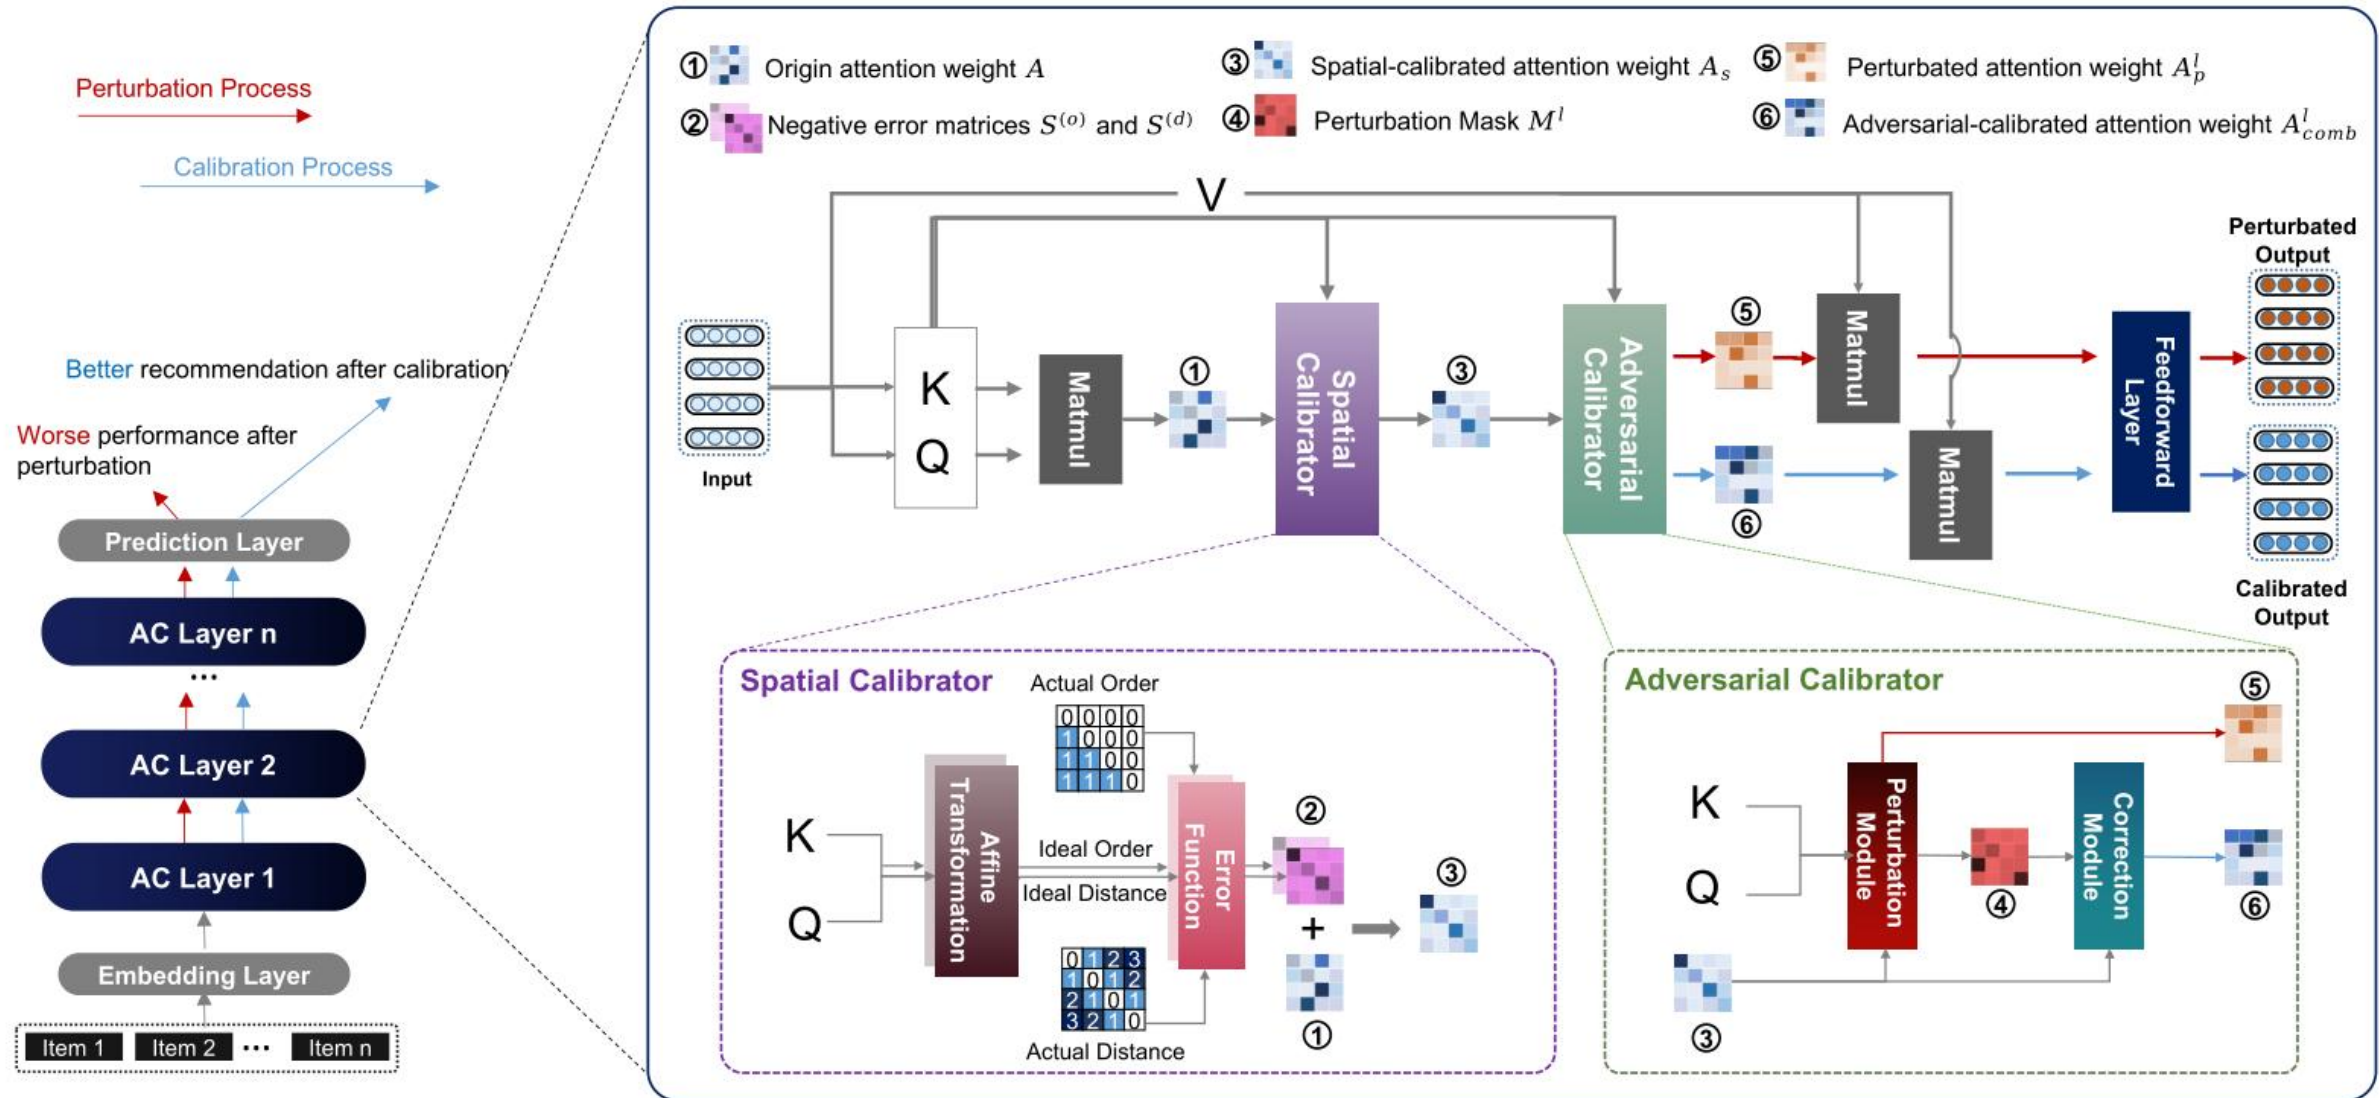 Perturbation Process
Calibration Process
Better recommendation after calibration
Worse performance after
perturbation
Prediction Layer
AC Layer n
...
AC Layer 2
AC Layer 1
Embedding Layer
Item 1 Item 2 ... Item n
① Origin attention weight A
② Negative error matrices S^(o) and S^(d)
③ Spatial-calibrated attention weight A_s
④ Perturbation Mask M^l
⑤ Perturbated attention weight A_p^l
⑥ Adversarial-calibrated attention weight A_comb^l
V
Input
K
Q
Matmul
①
Spatial
Calibrator
③
Adversarial
Calibrator
⑤
⑥
Matmul
Matmul
Feedforward
Layer
Perturbated
Output
Calibrated
Output
Spatial Calibrator
Actual Order
0 0 0 0
1 0 0 0
1 1 0 0
1 1 1 0
K
Q
Affine
Transformation
Ideal Order
Ideal Distance
Error
Function
0 1 2 3
1 0 1 2
2 1 0 1
3 2 1 0
Actual Distance
②
+
①
③
Adversarial Calibrator
K
Q
③
Perturbation
Module
④
Correction
Module
⑤
⑥